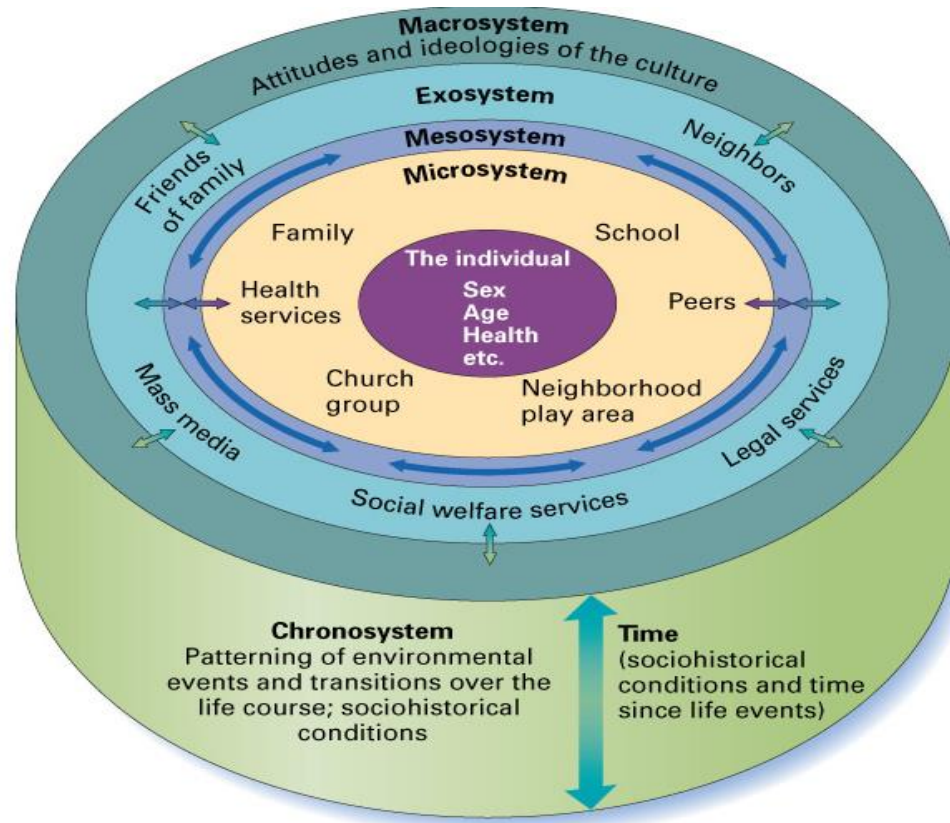 Macrosystem
Attitudes and ideologies of the culture
Exosystem
Mesosystem
Microsystem
Friends
of family
Neighbors
Family
School
The individual
Sex
Age
Health
etc.
Health
services
Peers
Church
group
Neighborhood
play area
Mass media
Legal services
Social welfare services
Chronosystem
Patterning of environmental
events and transitions over the
life course; sociohistorical
conditions
Time
(sociohistorical
conditions and time
since life events)